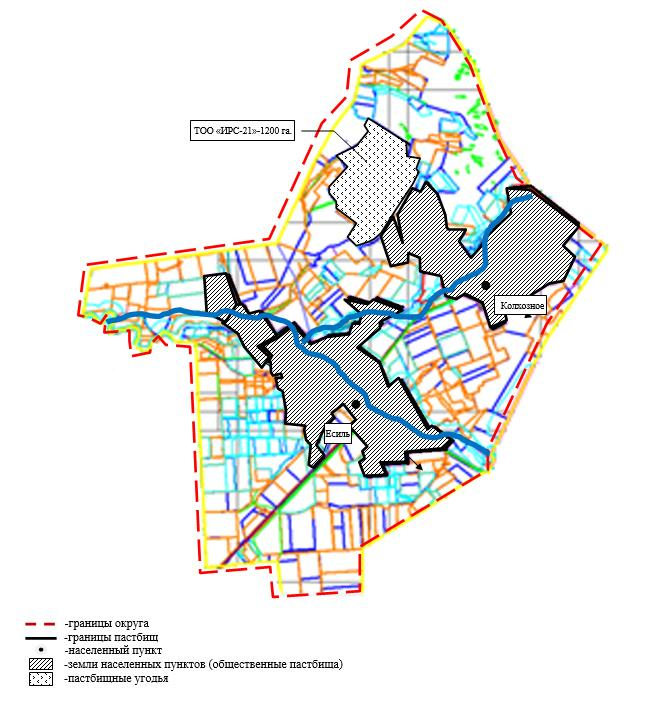 ТОО «ИРС-21»-1200 га.
Колхозное
Есиль
-границы округа
-границы пастбищ
-населенный пункт
-земли населенных пунктов (общественные пастбища)
-пастбищные угодья